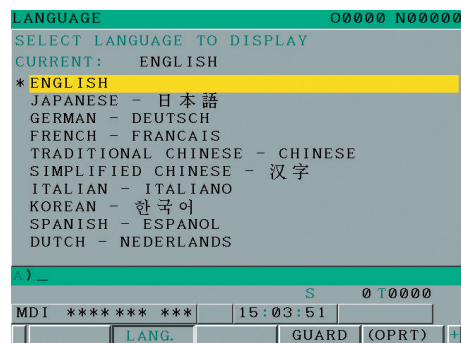 LANGUAGE O0000 N00000
SELECT LANGUAGE TO DISPLAY
CURRENT: ENGLISH
* ENGLISH
JAPANESE - 日本語
GERMAN - DEUTSCH
FRENCH - FRANCAIS
TRADITIONAL CHINESE - CHINESE
SIMPLIFIED CHINESE - 汉字
ITALIAN - ITALIANO
KOREAN - 한국어
SPANISH - ESPANOL
DUTCH - NEDERLANDS
A)_
S 0 T0000
MDI **** *** *** 15:03:51
LANG. GUARD (OPRT) +